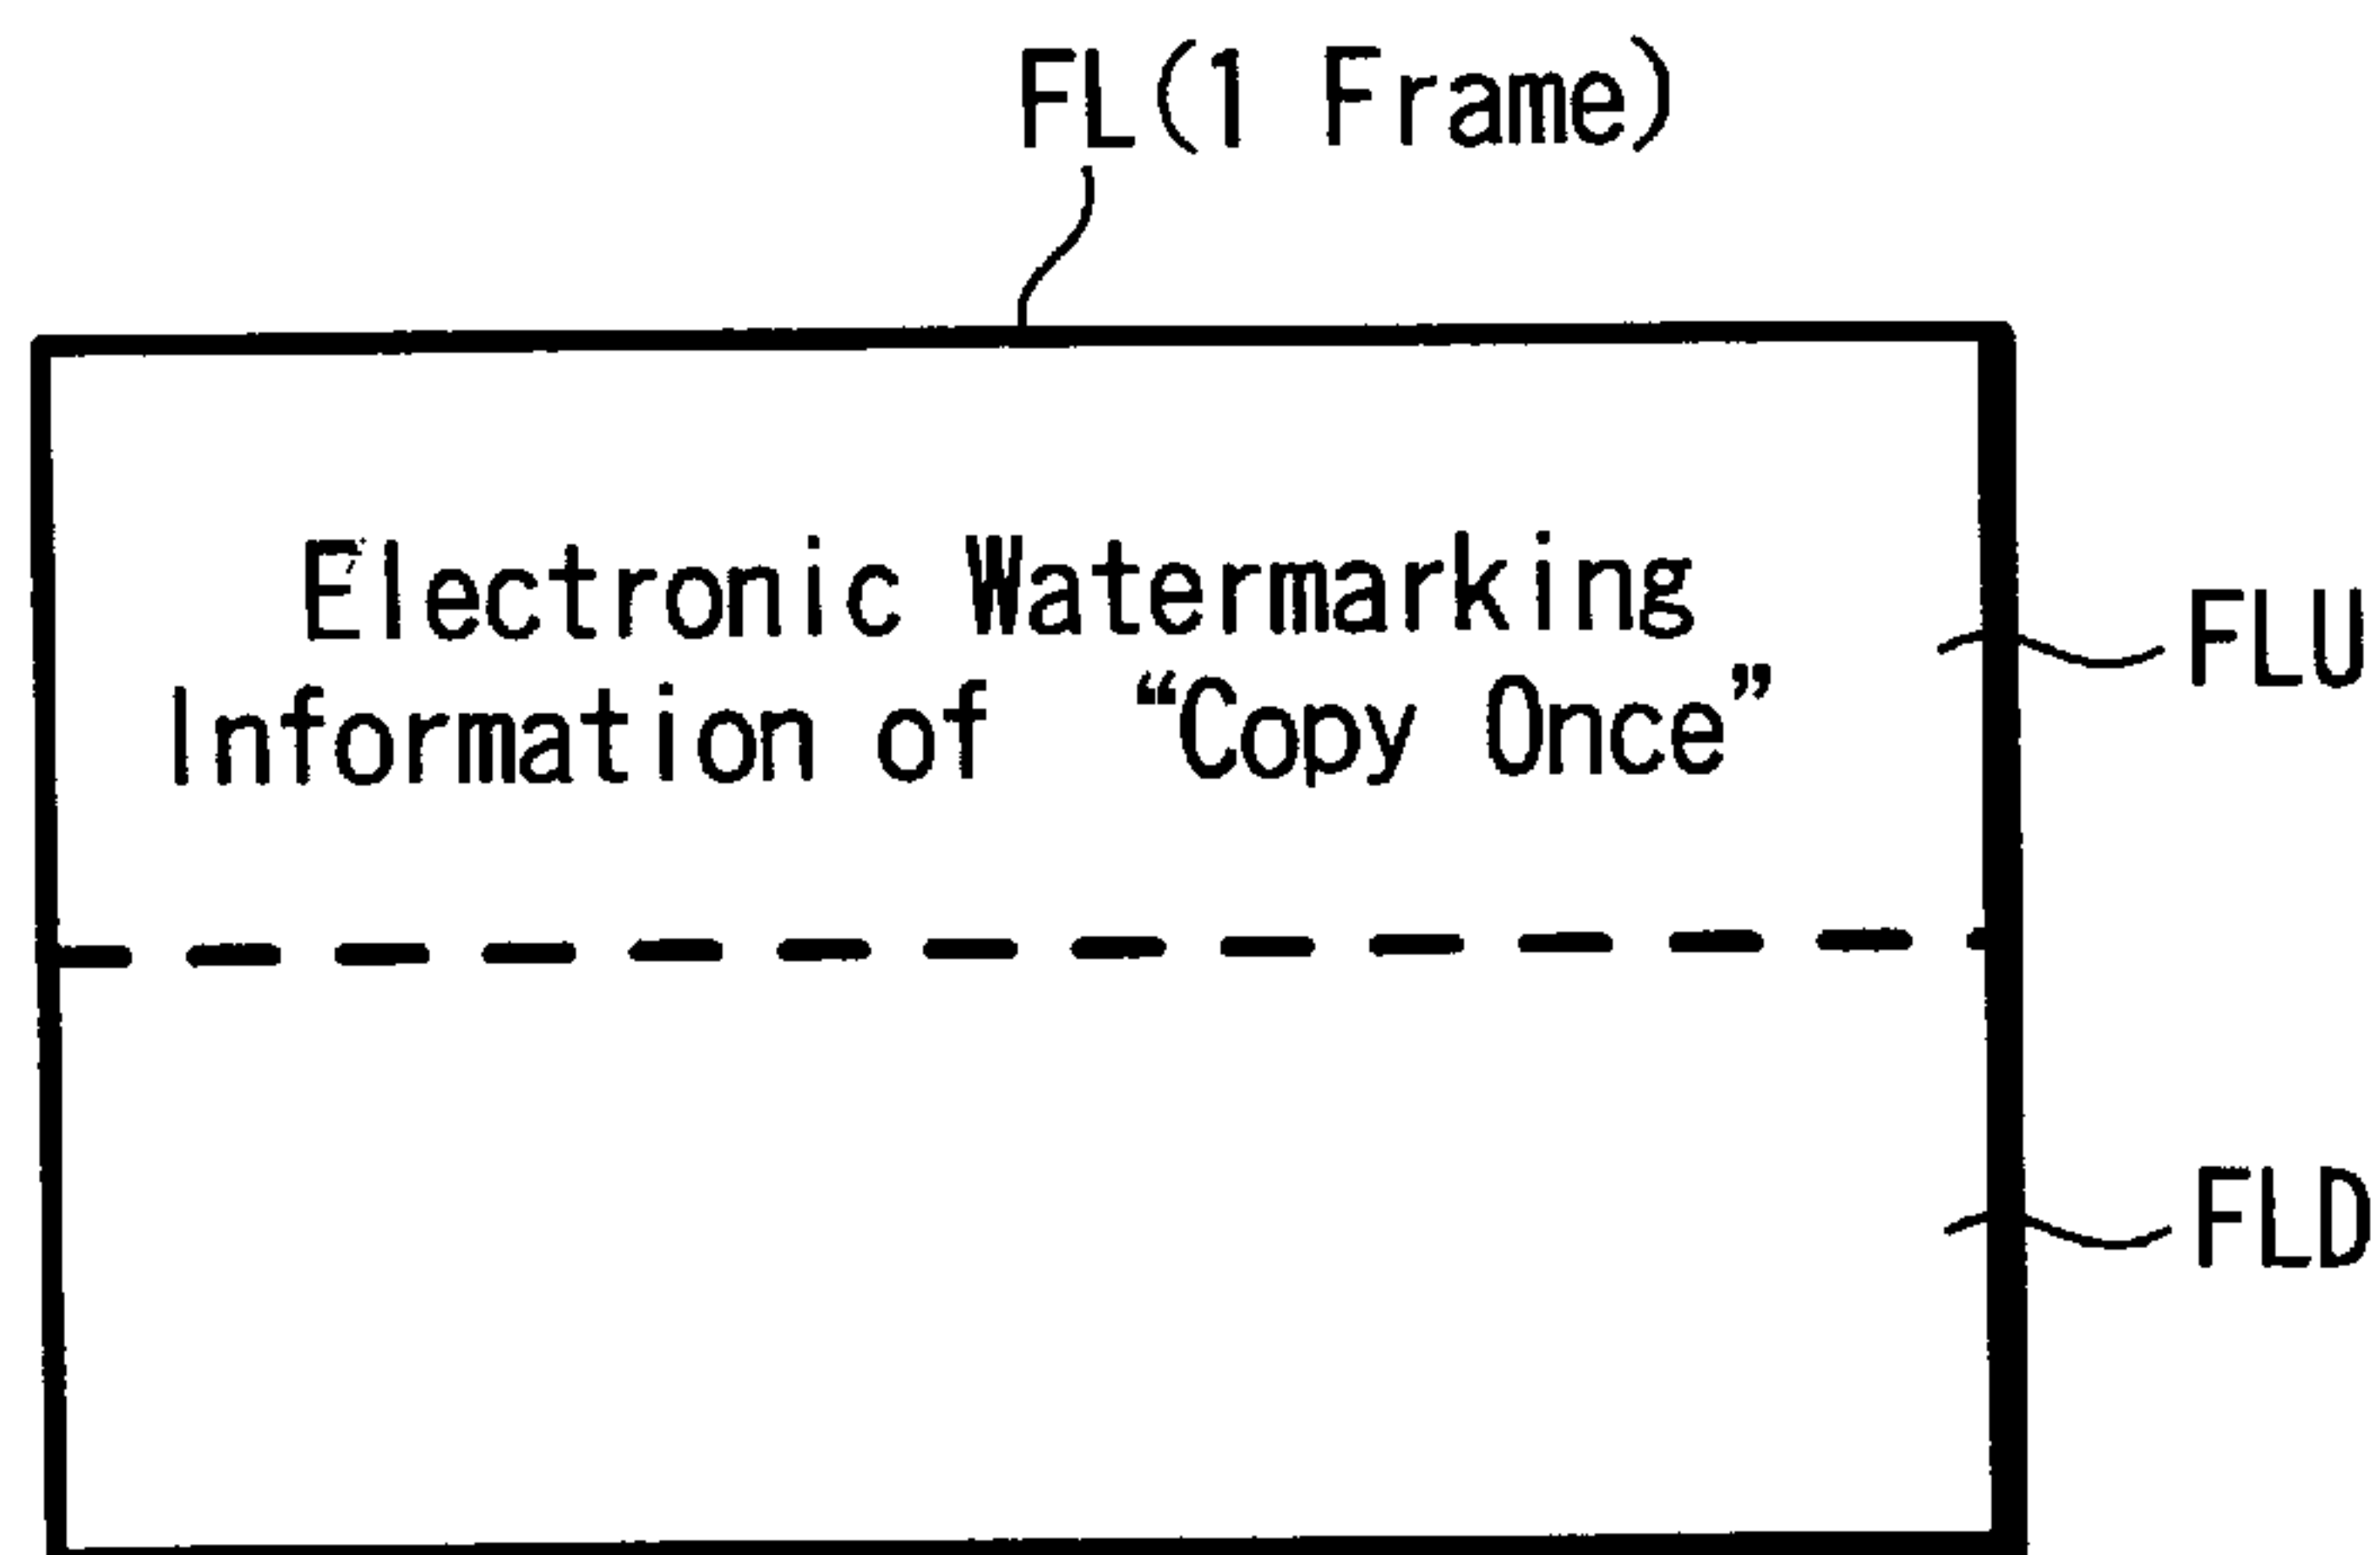 FL(1 Frame)
Electronic Watermarking
Information of “Copy Once”
FLU
FLD